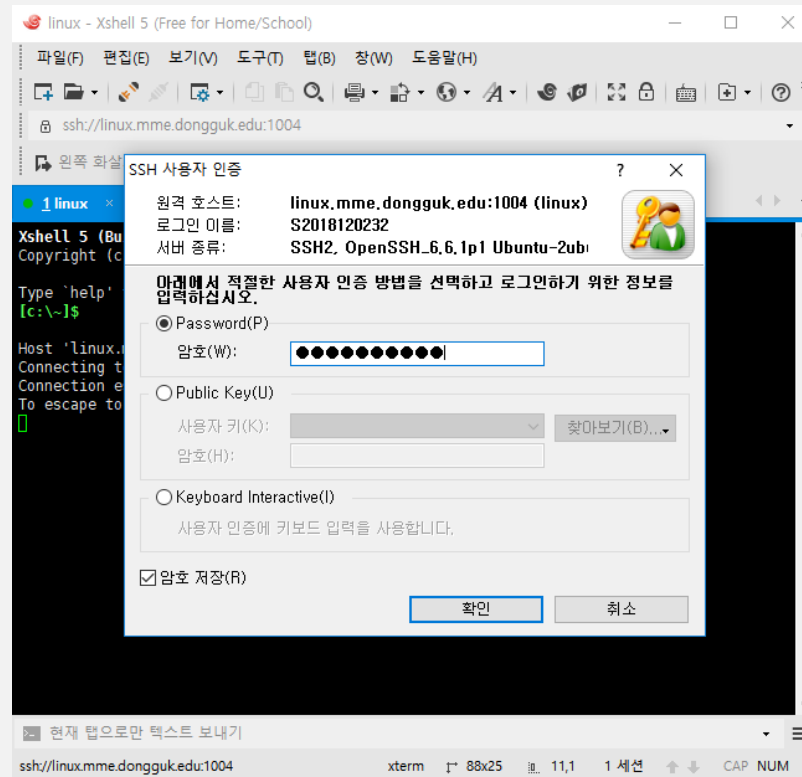 linux - Xshell 5 (Free for Home/School)
파일(F) 편집(E) 보기(V) 도구(T) 탭(B) 창(W) 도움말(H)
ssh://linux.mme.dongguk.edu:1004
왼쪽 화살
1 linux
SSH 사용자 인증
원격 호스트: linux.mme.dongguk.edu:1004 (linux)
로그인 이름: S2018120232
서버 종류: SSH2, OpenSSH_6.6.1p1 Ubuntu-2ubu
아래에서 적절한 사용자 인증 방법을 선택하고 로그인하기 위한 정보를
입력하십시오.
Password(P)
암호(W): ●●●●●●●●●●
Public Key(U)
사용자 키(K): 찾아보기(B)...
암호(H):
Keyboard Interactive(I)
사용자 인증에 키보드 입력을 사용합니다.
암호 저장(R)
확인 취소
Xshell 5 (Bu
Copyright (c
Type `help'
[c:\~]$
Host 'linux.
Connecting t
Connection e
To escape to
현재 탭으로만 텍스트 보내기
ssh://linux.mme.dongguk.edu:1004 xterm 88x25 11,1 1 세션 CAP NUM